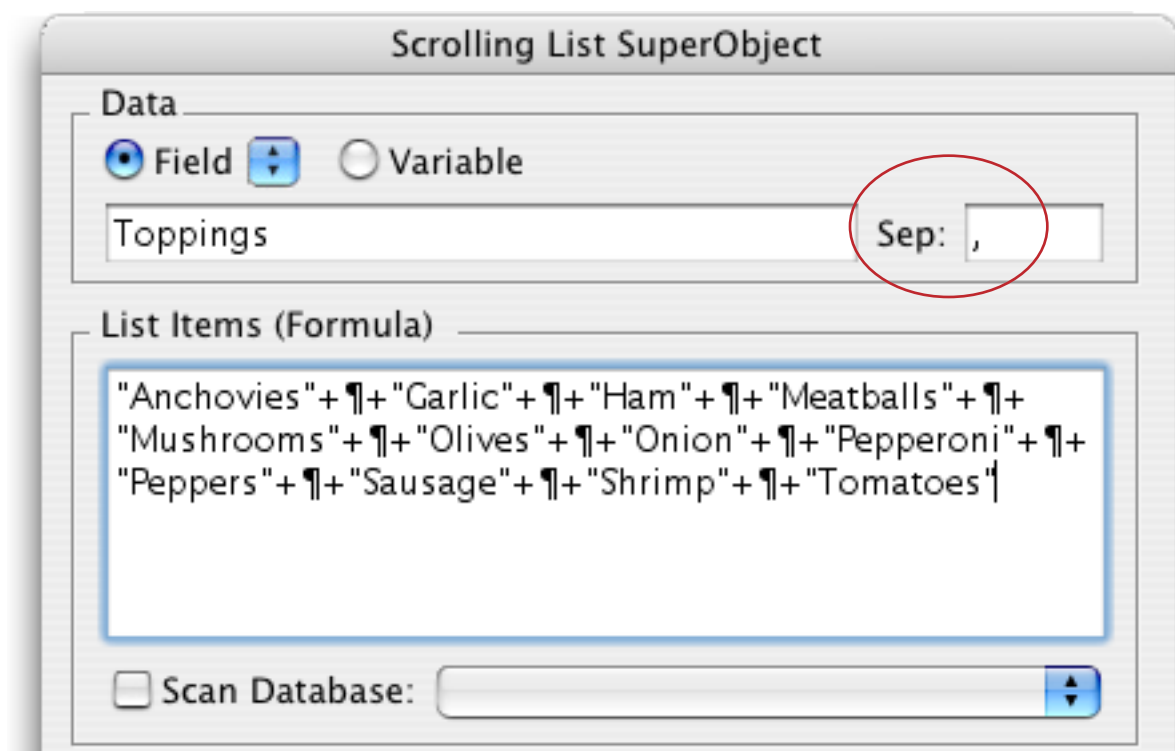 Scrolling List SuperObject
Data
Field Variable
Toppings Sep: ,
List Items (Formula)
"Anchovies"+¶+"Garlic"+¶+"Ham"+¶+"Meatballs"+¶+
"Mushrooms"+¶+"Olives"+¶+"Onion"+¶+"Pepperoni"+¶+
"Peppers"+¶+"Sausage"+¶+"Shrimp"+¶+"Tomatoes"
Scan Database: